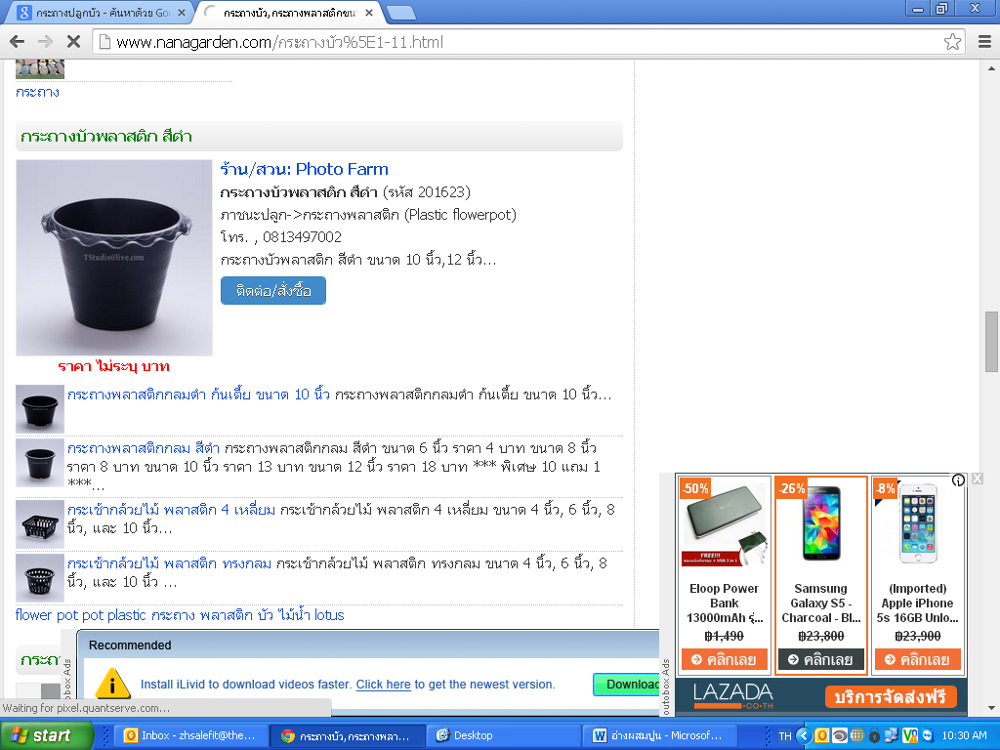 กระถางปลูกบัว - ค้นหาด้วย Go
กระถางบัว,กระถางพลาสติกขน
www.nanagarden.com/กระถางบัว%5E1-11.html
กระถาง
กระถางบัวพลาสติก สีดำ
ร้าน/สวน: Photo Farm
กระถางบัวพลาสติก สีดำ (รหัส 201623)
ภาชนะปลูก->กระถางพลาสติก (Plastic flowerpot)
โทร. , 0813497002
กระถางบัวพลาสติก สีดำ ขนาด 10 นิ้ว,12 นิ้ว...
ติดต่อ/สั่งซื้อ
TStudio@live.com
ราคา ไม่ระบุ บาท
กระถางพลาสติกกลมดำ ก้นเตี้ย ขนาด 10 นิ้ว กระถางพลาสติกกลมดำ ก้นเตี้ย ขนาด 10 นิ้ว...
กระถางพลาสติกกลม สีดำ กระถางพลาสติกกลม สีดำ ขนาด 6 นิ้ว ราคา 4 บาท ขนาด 8 นิ้ว
ราคา 8 บาท ขนาด 10 นิ้ว ราคา 13 บาท ขนาด 12 นิ้ว ราคา 18 บาท *** พิเศษ 10 แถม 1
***...
กระเช้ากล้วยไม้ พลาสติก 4 เหลี่ยม กระเช้ากล้วยไม้ พลาสติก 4 เหลี่ยม ขนาด 4 นิ้ว, 6 นิ้ว, 8
นิ้ว, และ 10 นิ้ว...
กระเช้ากล้วยไม้ พลาสติก ทรงกลม กระเช้ากล้วยไม้ พลาสติก ทรงกลม ขนาด 4 นิ้ว, 6 นิ้ว, 8
นิ้ว, และ 10 นิ้ว ...
flower pot pot plastic กระถาง พลาสติก บัว ไม้น้ำ lotus
กระถา
-50%
-26%
-8%
FREE!!!
Eloop Power
Bank
13000mAh รุ่...
฿1,490
คลิกเลย
Samsung
Galaxy S5 -
Charcoal - Bl...
฿23,800
คลิกเลย
(Imported)
Apple iPhone
5s 16GB Unlo...
฿23,900
คลิกเลย
LAZADA
.CO.TH
บริการจัดส่งฟรี
outobox Ads
Recommended
Install iLivid to download videos faster. Click here to get the newest version.
Download
obox Ads
Waiting for pixel.quantserve.com...
start
Inbox - zhsalefit@the...
กระถางบัว,กระถางพลา...
Desktop
อ่างผสมปูน - Microsof...
TH
10:30 AM